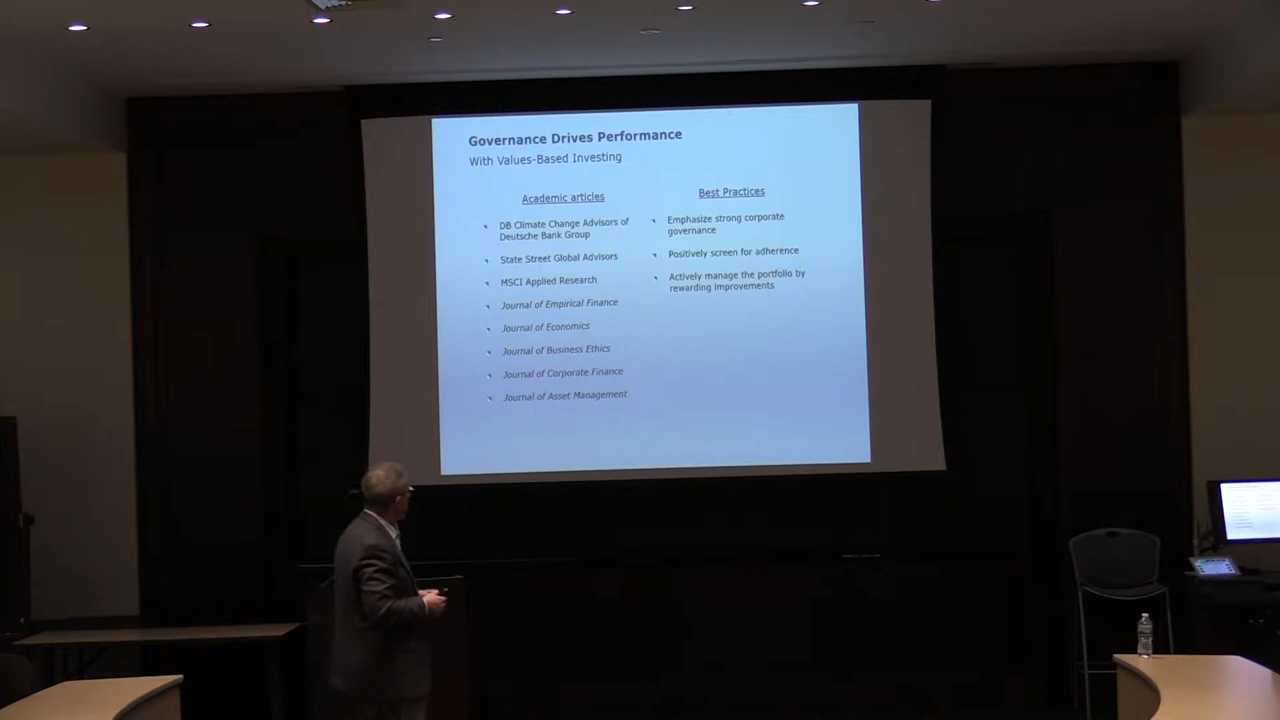 Governance Drives Performance
With Values-Based Investing
Academic articles
DB Climate Change Advisors of
Deutsche Bank Group
State Street Global Advisors
MSCI Applied Research
Journal of Empirical Finance
Journal of Economics
Journal of Business Ethics
Journal of Corporate Finance
Journal of Asset Management
Best Practices
Emphasize strong corporate
governance
Positively screen for adherence
Actively manage the portfolio by
rewarding improvements